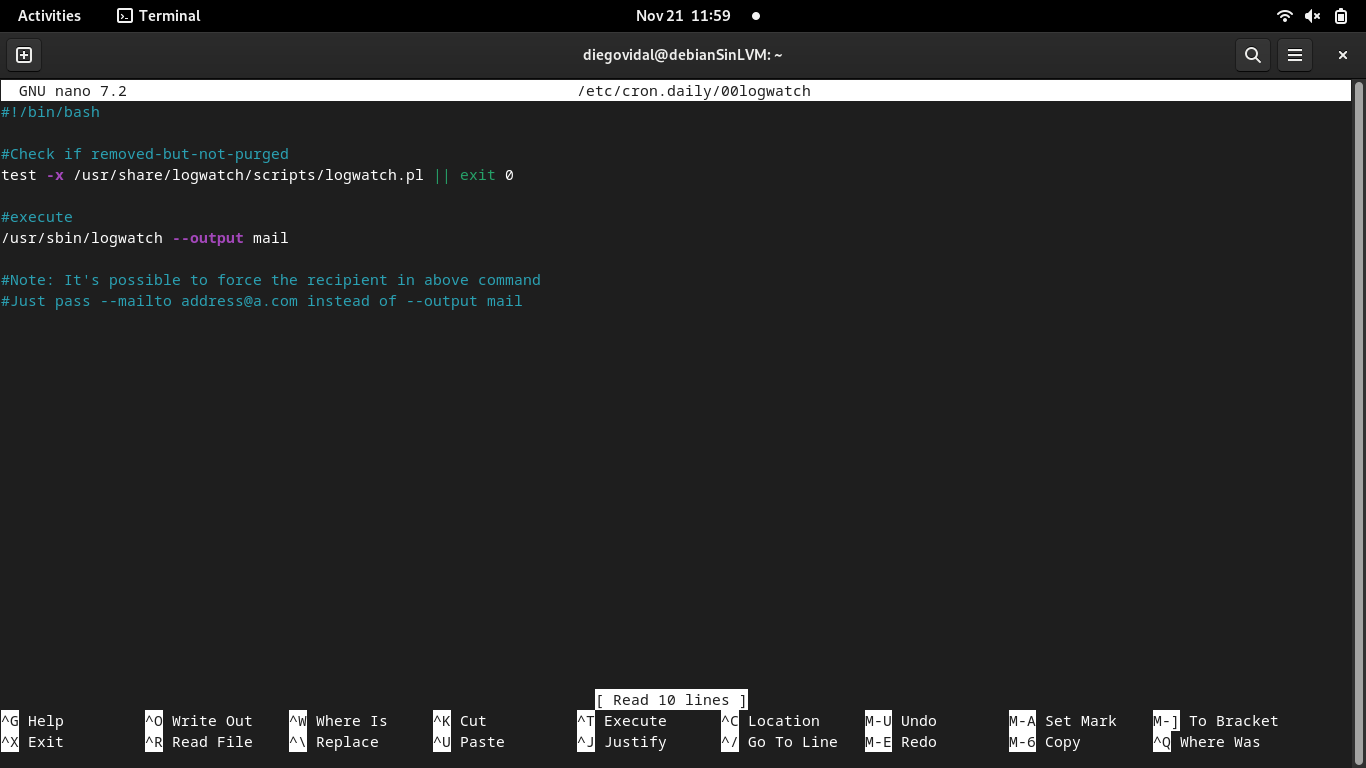 Activities Terminal Nov 21 11:59
diegovidal@debianSinLVM: ~
GNU nano 7.2 /etc/cron.daily/00logwatch
#!/bin/bash
#Check if removed-but-not-purged
test -x /usr/share/logwatch/scripts/logwatch.pl || exit 0
#execute
/usr/sbin/logwatch --output mail
#Note: It's possible to force the recipient in above command
#Just pass --mailto address@a.com instead of --output mail
[ Read 10 lines ]
^G Help ^O Write Out ^W Where Is ^K Cut ^T Execute ^C Location M-U Undo M-A Set Mark M-] To Bracket
^X Exit ^R Read File ^\ Replace ^U Paste ^J Justify ^/ Go To Line M-E Redo M-6 Copy ^Q Where Was